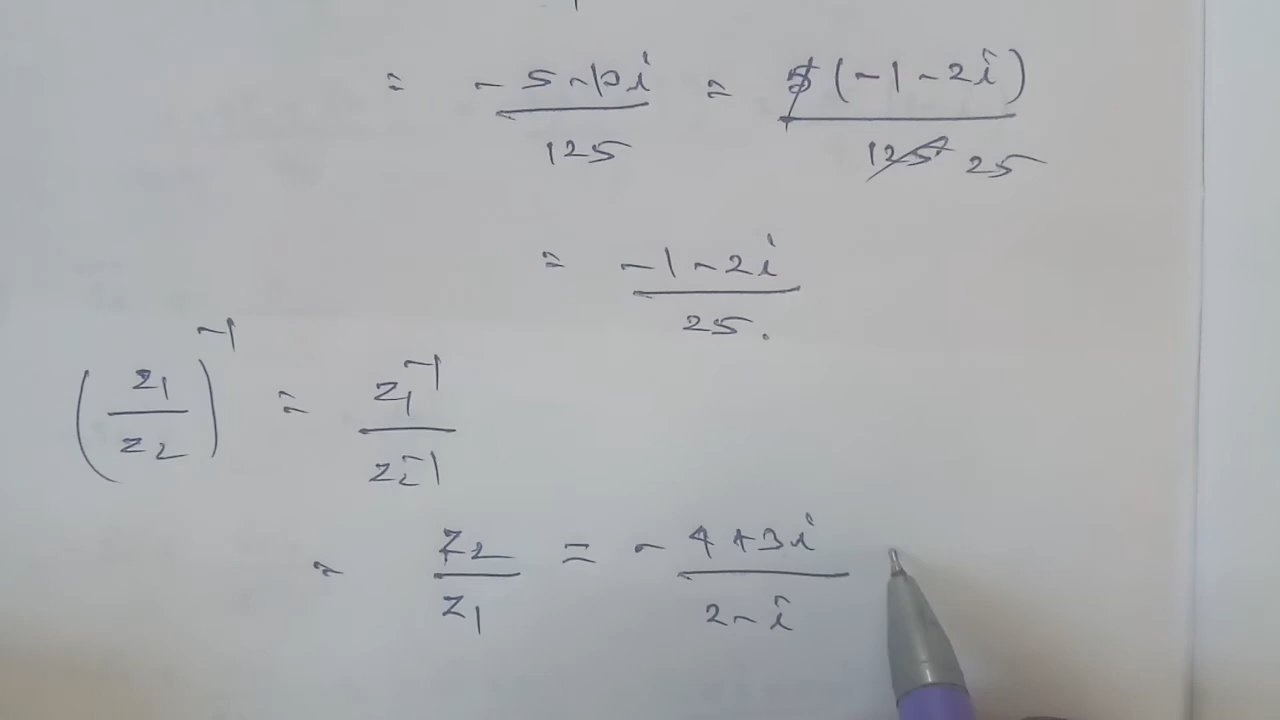 = -5-10i / 125 = 5(-1-2i) / 125 25
= -1-2i / 25.
(z1 / z2)^-1 = z1^-1 / z2^-1
= z2 / z1 = -4+3i / 2-i